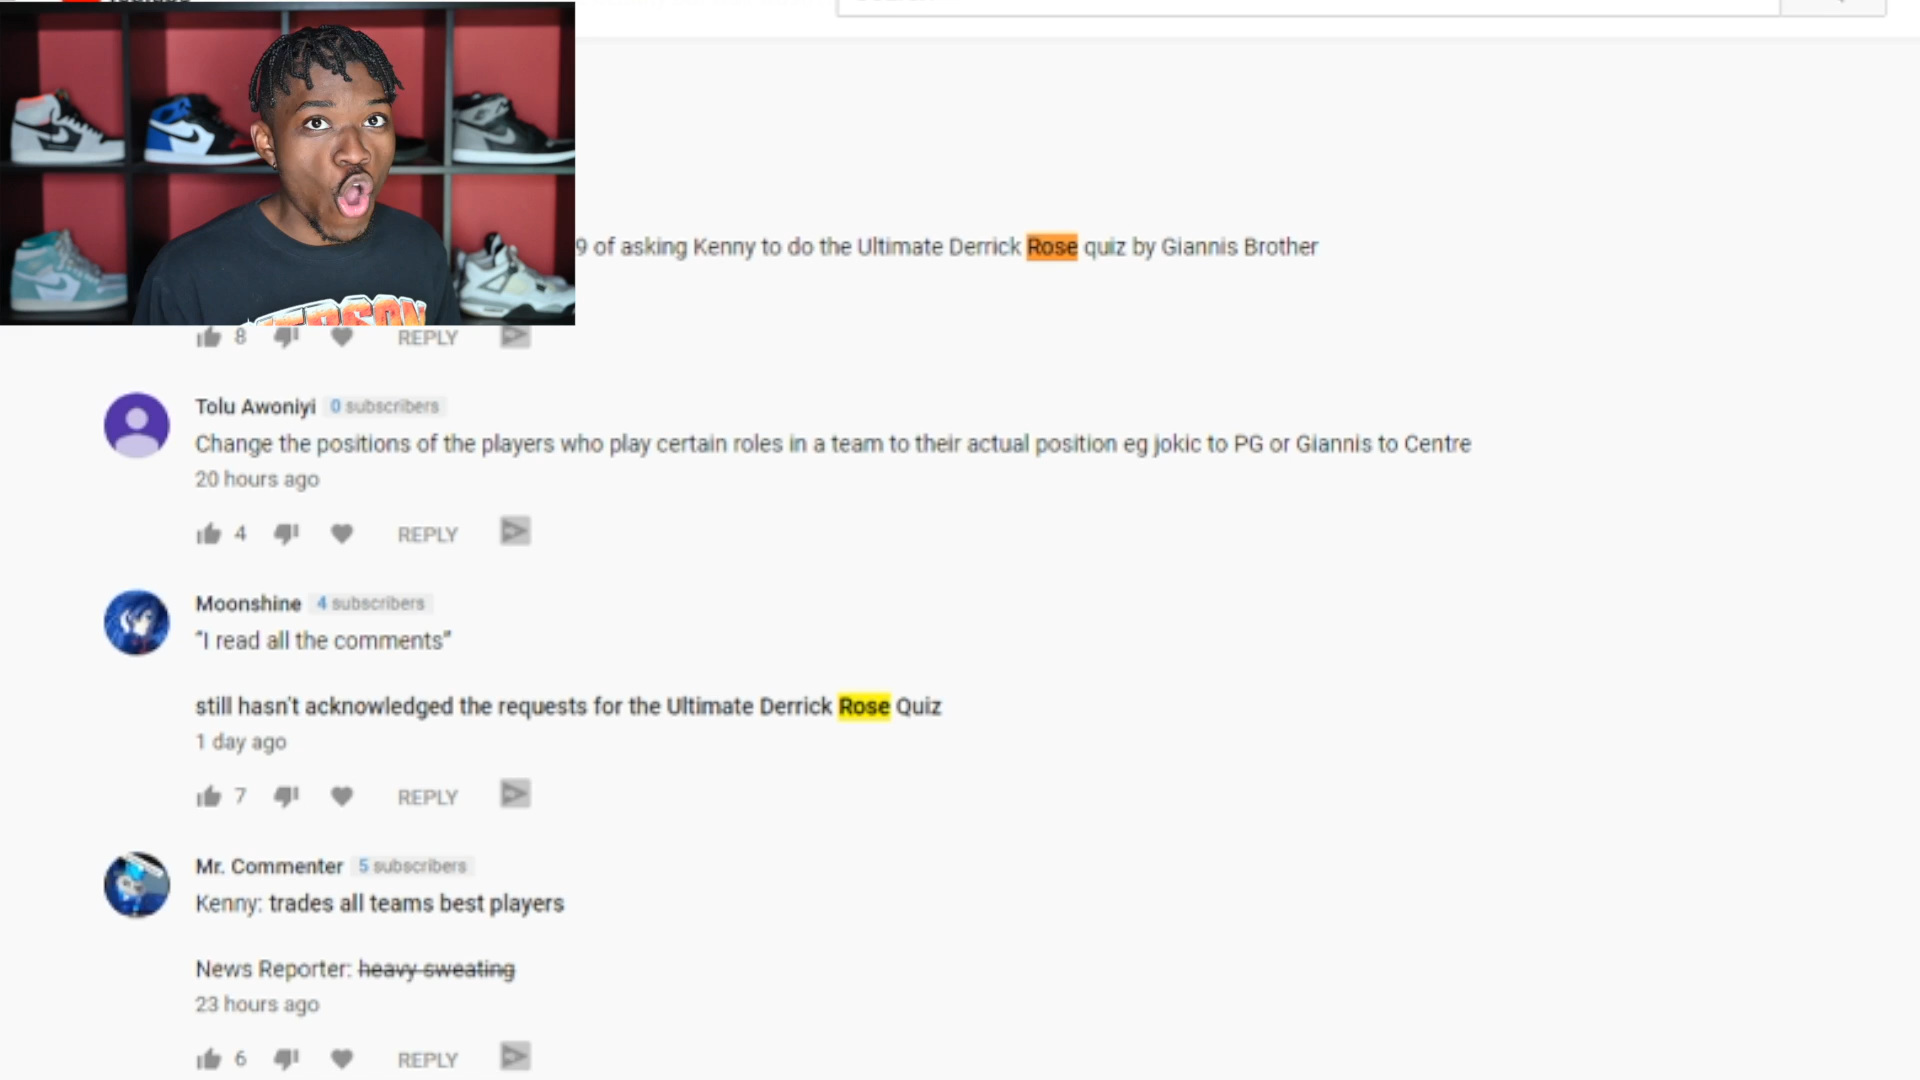 9 of asking Kenny to do the Ultimate Derrick Rose quiz by Giannis Brother
8 REPLY
Tolu Awoniyi 0 subscribers
Change the positions of the players who play certain roles in a team to their actual position eg jokic to PG or Giannis to Centre
20 hours ago
4 REPLY
Moonshine 4 subscribers
“I read all the comments”
still hasn't acknowledged the requests for the Ultimate Derrick Rose Quiz
1 day ago
7 REPLY
Mr. Commenter 5 subscribers
Kenny: trades all teams best players
News Reporter: heavy sweating
23 hours ago
6 REPLY